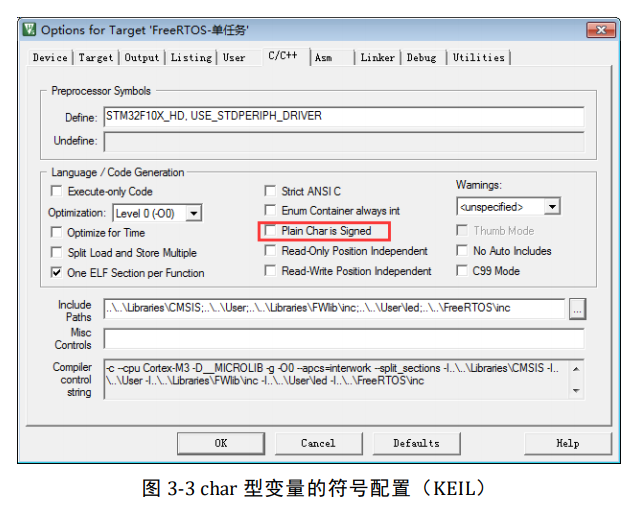 Options for Target 'FreeRTOS-单任务'
Device Target Output Listing User C/C++ Asm Linker Debug Utilities
Preprocessor Symbols
Define: STM32F10X_HD, USE_STDPERIPH_DRIVER
Undefine:
Language / Code Generation
Execute-only Code Strict ANSI C Warnings:
Optimization: Level 0 (-O0) Enum Container always int <unspecified>
Optimize for Time Plain Char is Signed Thumb Mode
Split Load and Store Multiple Read-Only Position Independent No Auto Includes
One ELF Section per Function Read-Write Position Independent C99 Mode
Include Paths ..\..\Libraries\CMSIS;..\..\User;..\..\Libraries\FWlib\inc;..\..\User\led;..\..\FreeRTOS\inc ...
Misc Controls
Compiler control string -c --cpu Cortex-M3 -D__MICROLIB -g -O0 --apcs=interwork --split_sections -I..\..\Libraries\CMSIS -I..
\..\User -I..\..\Libraries\FWlib\inc -I..\..\User\led -I..\..\FreeRTOS\inc
OK Cancel Defaults Help
图 3-3 char 型变量的符号配置（KEIL）